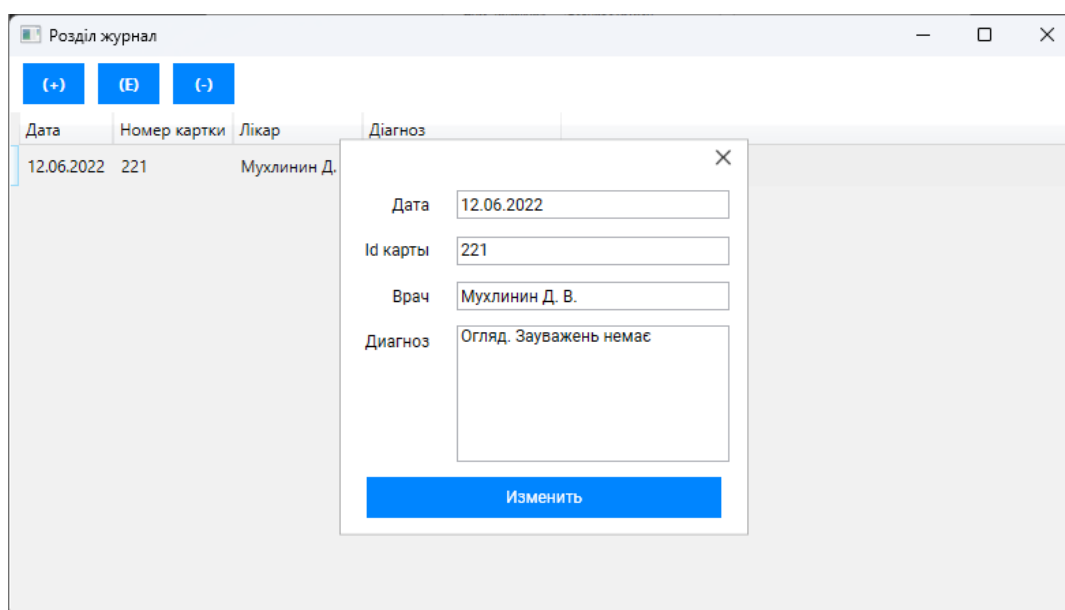 Розділ журнал
(+) (E) (-)
Дата Номер картки Лікар Діагноз
12.06.2022 221 Мухлинин Д.
Дата 12.06.2022
Id карты 221
Врач Мухлинин Д. В.
Диагноз Огляд. Зауважень немає
Изменить